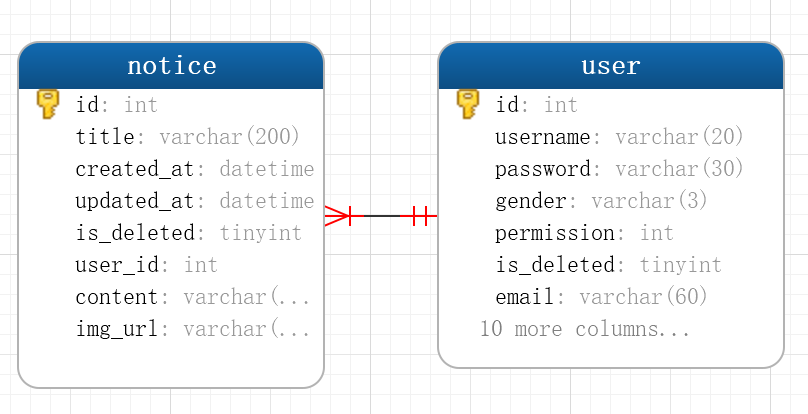 notice
id: int
title: varchar(200)
created_at: datetime
updated_at: datetime
is_deleted: tinyint
user_id: int
content: varchar(...
img_url: varchar(...
user
id: int
username: varchar(20)
password: varchar(30)
gender: varchar(3)
permission: int
is_deleted: tinyint
email: varchar(60)
10 more columns...